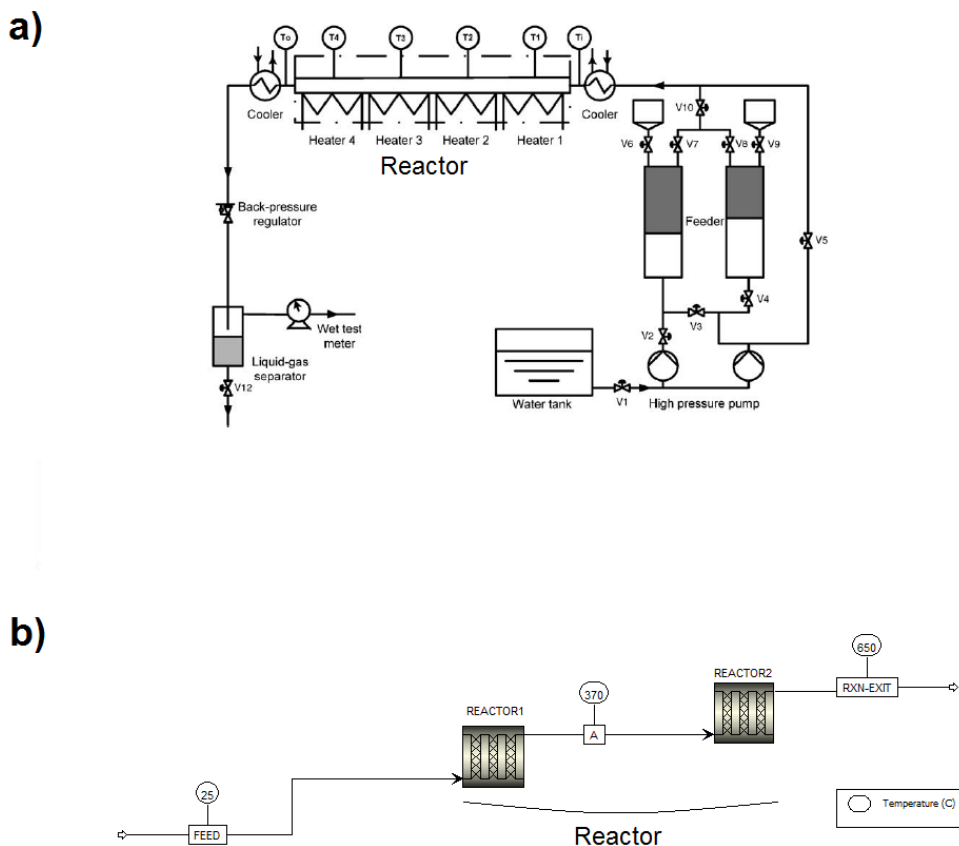 a)
To
T4
T3
T2
T1
Ti
Cooler
Heater 4
Heater 3
Heater 2
Heater 1
Cooler
Reactor
V10
V6
V7
V8
V9
Back-pressure
regulator
Feeder
V5
V4
V3
V2
Wet test
meter
Liquid-gas
separator
V12
Water tank
V1
High pressure pump
b)
650
REACTOR2
RXN-EXIT
370
REACTOR1
A
25
FEED
Temperature (C)
Reactor